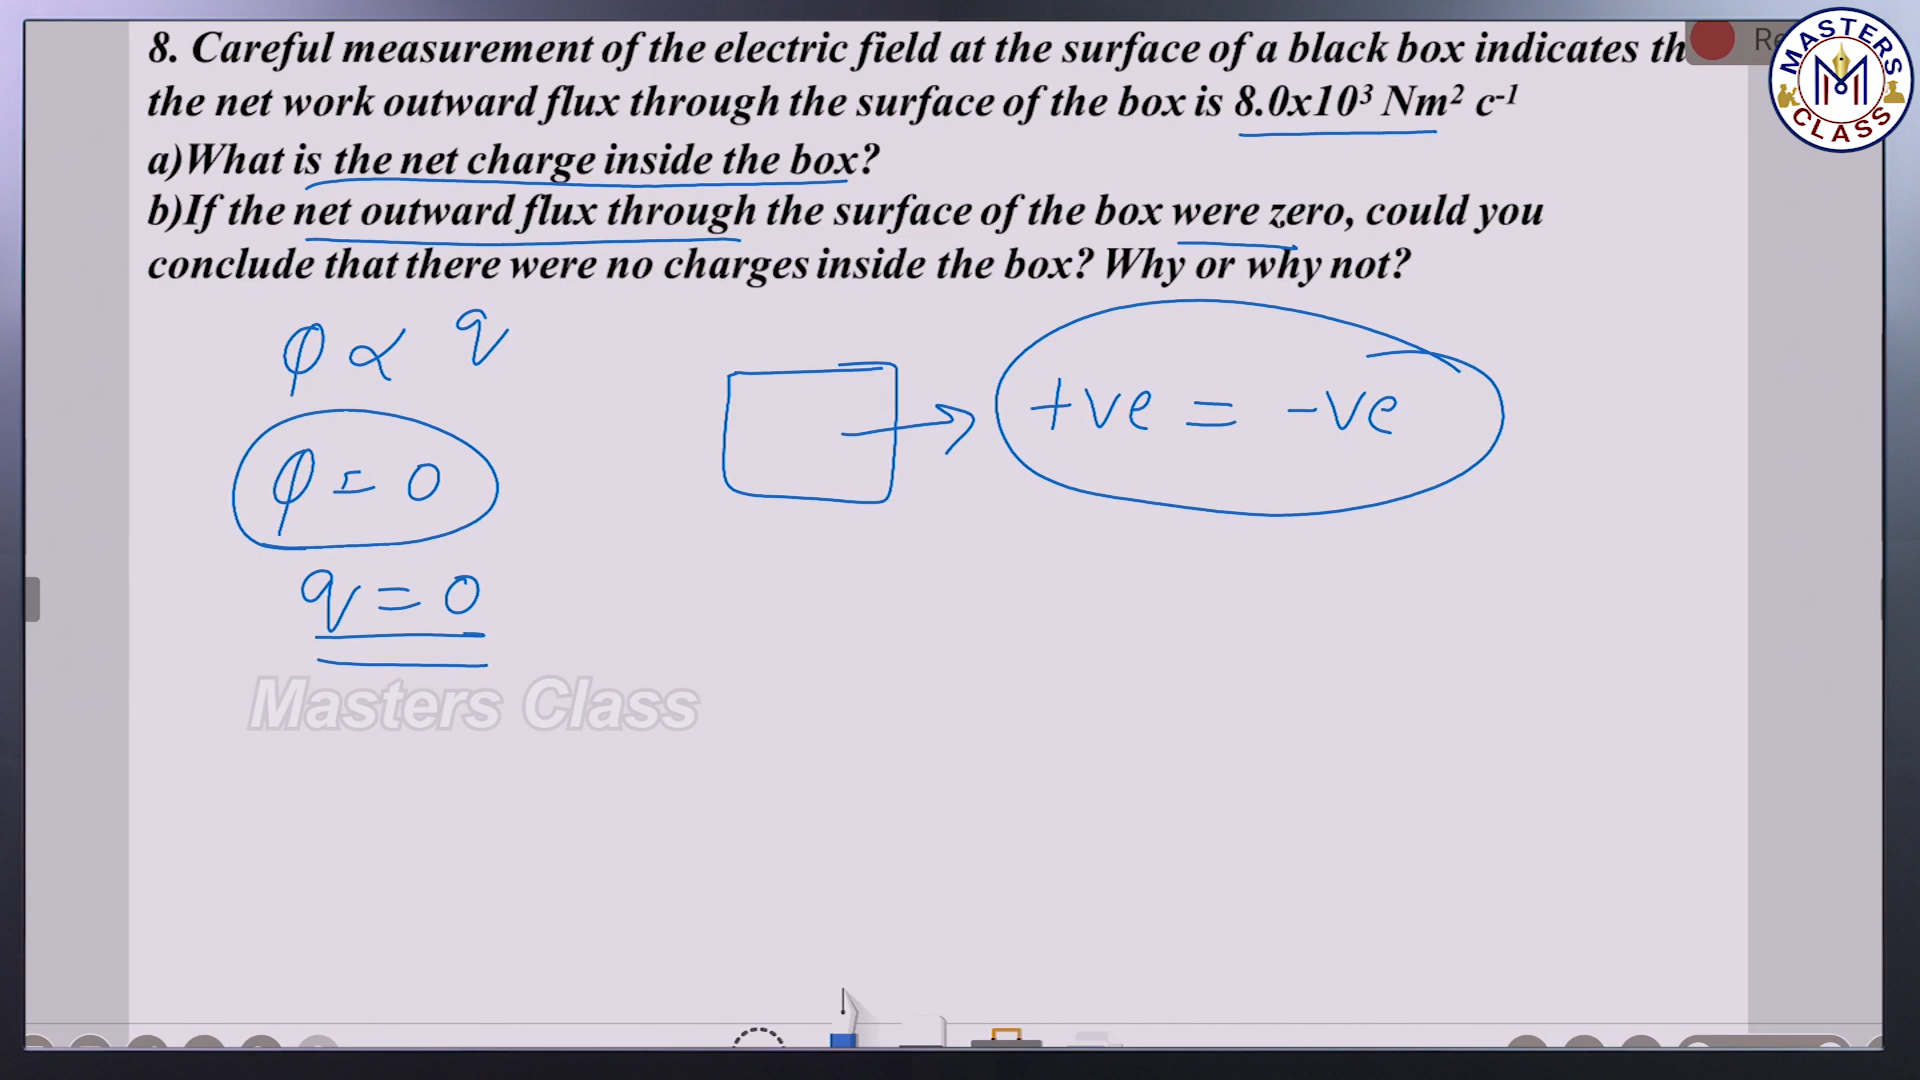 8. Careful measurement of the electric field at the surface of a black box indicates th
the net work outward flux through the surface of the box is 8.0x10³ Nm² c⁻¹
a)What is the net charge inside the box?
b)If the net outward flux through the surface of the box were zero, could you
conclude that there were no charges inside the box? Why or why not?
ϕ ∝ q
ϕ = 0
q = 0
+ve = -ve
Masters Class
MASTERS
M
CLASS